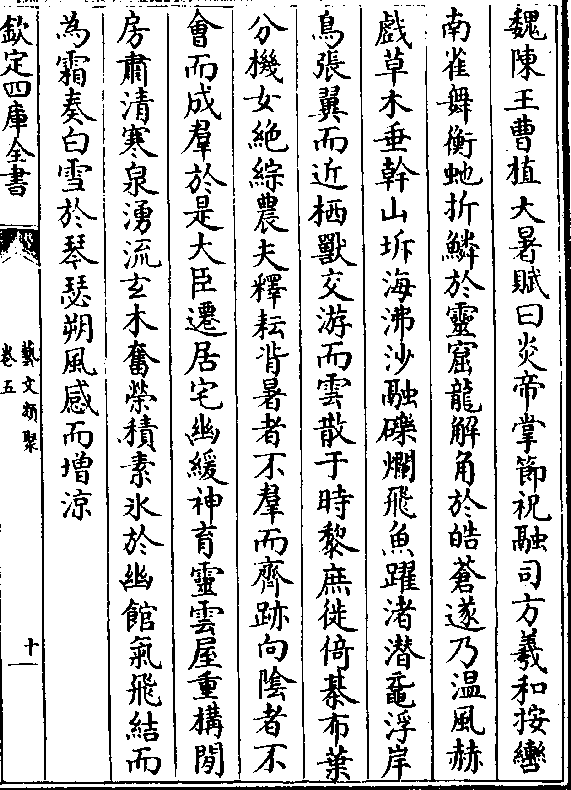 魏陳王曹植大暑賦曰炎帝掌節祝融司方羲和按轡
南雀舞衡虵折鱗於靈窟龍解角於皓蒼遂乃温風赫
戲草木垂幹山坼海沸沙融礫爛飛魚躍渚潛黿浮岸
鳥張翼而近栖獸交游而雲散于時黎庶徙倚棊布葉
分機女絶綜農夫釋耘背暑者不羣而齊跡向陰者不
會而成羣於是大臣遷居宅幽緩神育靈雲屋重構閒
房肅清寒泉湧流玄木奮榮積素氷於幽館氣飛結而
為霜奏白雪於琴瑟朔風感而增涼
欽定四庫全書
藝文類聚
卷五
十一